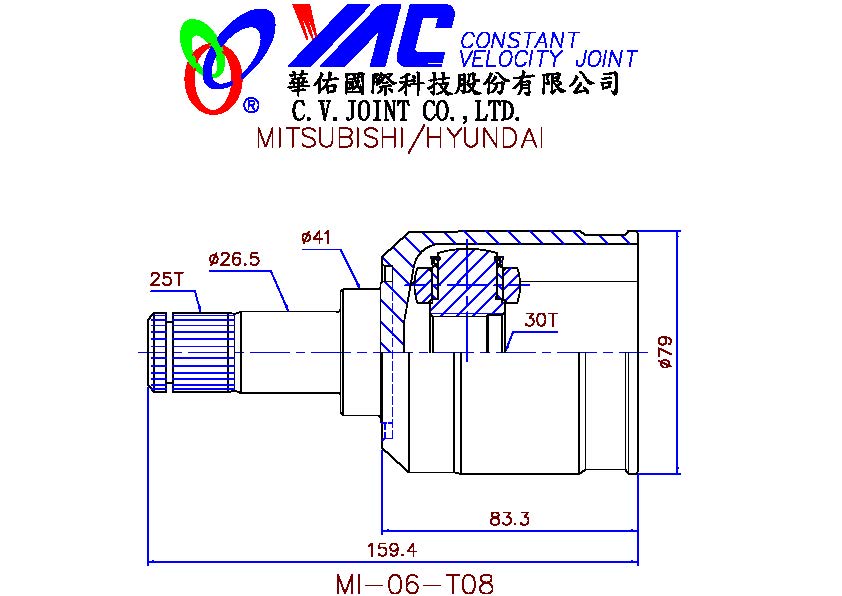 YAC CONSTANT
VELOCITY JOINT
華佑國際科技股份有限公司
®
C.V.JOINT CO.,LTD.
MITSUBISHI/HYUNDAI
ø41
ø26.5
25T
30T
ø79
83.3
159.4
MI-06-T08